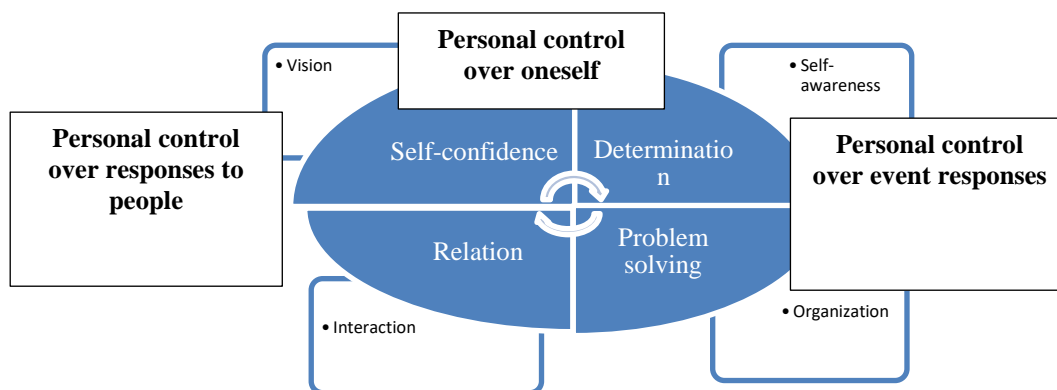 Personal control
over oneself
• Vision
• Self-
awareness
Personal control
over responses to
people
Self-confidence
Determinatio
n
Personal control
over event responses
Relation
Problem
solving
• Interaction
• Organization